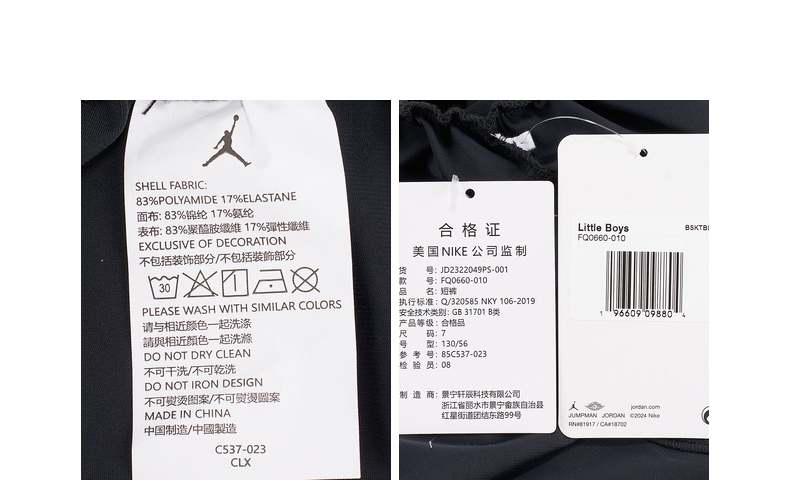 SHELL FABRIC:
83%POLYAMIDE 17%ELASTANE
面布: 83%锦纶 17%氨纶
表布: 83%聚醯胺纖維 17%彈性纖維
EXCLUSIVE OF DECORATION
不包括装饰部分/不包括裝飾部分
30
PLEASE WASH WITH SIMILAR COLORS
请与相近颜色一起洗涤
請與相近顏色一起洗滌
DO NOT DRY CLEAN
不可干洗/不可乾洗
DO NOT IRON DESIGN
不可熨烫图案/不可熨燙圖案
MADE IN CHINA
中国制造/中國製造
C537-023
CLX
合格证
美国NIKE公司监制
货号: JD2322049PS-001
款号: FQ0660-010
品名: 短裤
执行标准: Q/320585 NKY 106-2019
安全技术类别: GB 31701 B类
产品等级: 合格品
尺码: 7
号型: 130/56
参考号: 85C537-023
检验员: 08
制造商: 景宁轩辰科技有限公司
浙江省丽水市景宁畲族自治县
红星街道团结东路99号
Little Boys
FQ0660-010
BSKTB
1 96609 09880 4
jordan.com
JUMPMAN JORDAN ©2024 Nike
RN#81917 / CA#18702